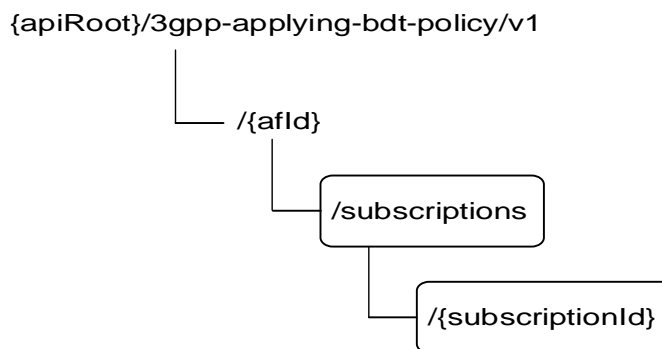 {apiRoot}/3gpp-applying-bdt-policy/v1
/{afId}
/subscriptions
/{subscriptionId}